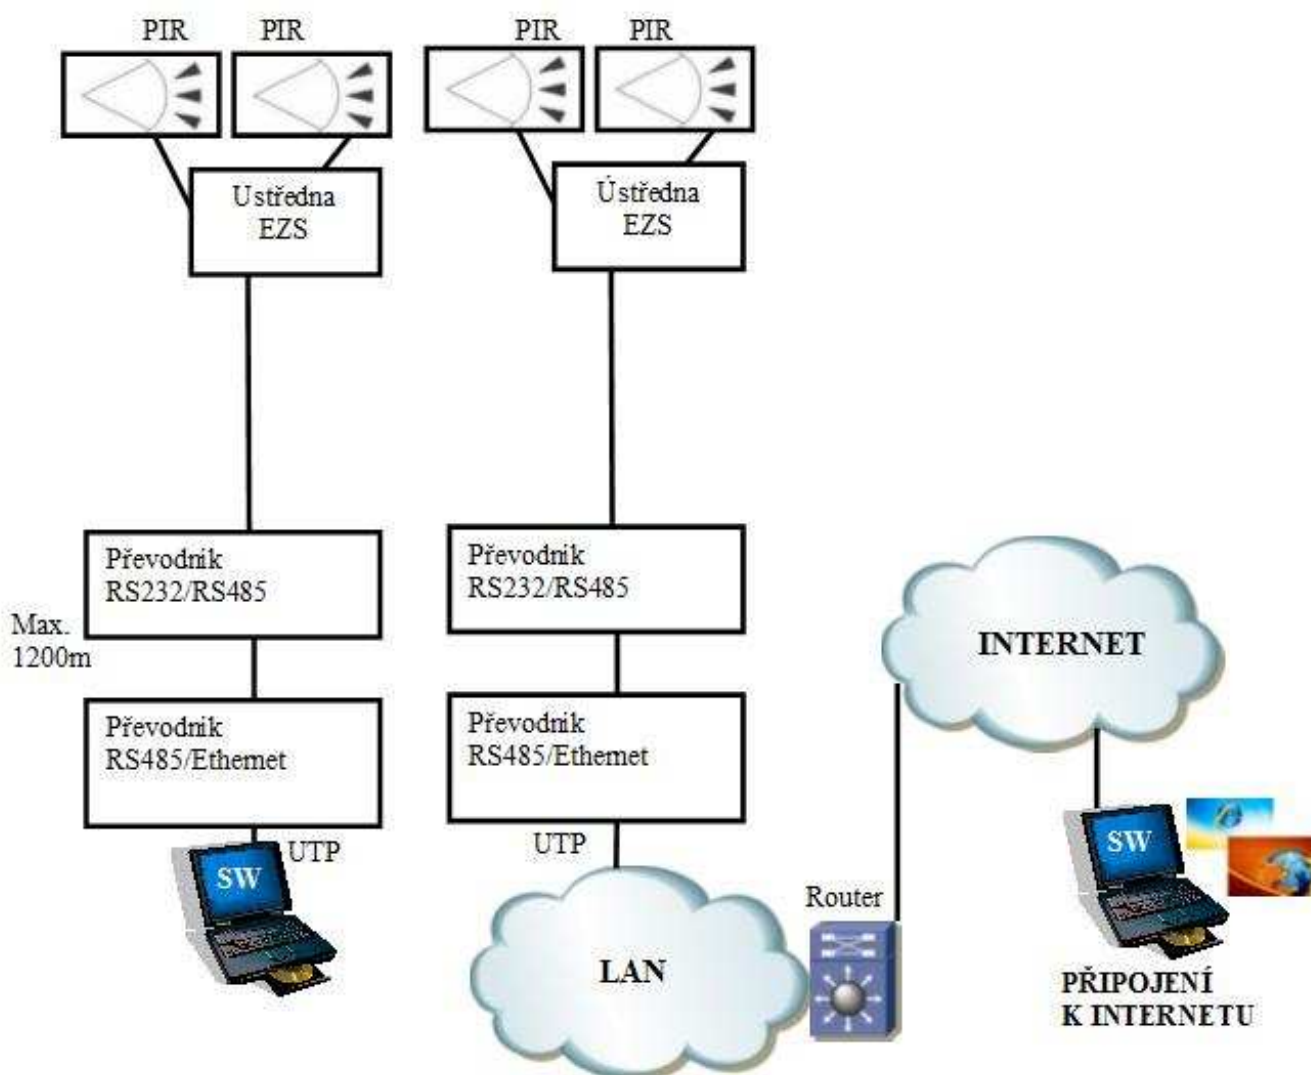 PIR
PIR
PIR
PIR
Ustředna
EZS
Ústředna
EZS
Převodník
RS232/RS485
Převodník
RS232/RS485
Max.
1200m
INTERNET
Převodník
RS485/Ethernet
Převodník
RS485/Ethernet
UTP
UTP
SW
SW
Router
LAN
PŘIPOJENÍ
K INTERNETU